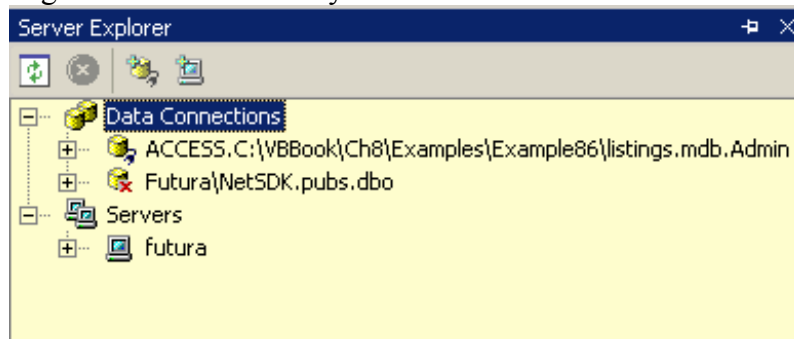 Server Explorer
Data Connections
ACCESS.C:\VBBook\Ch8\Examples\Example86\listings.mdb.Admin
Futura\NetSDK.pubs.dbo
Servers
futura